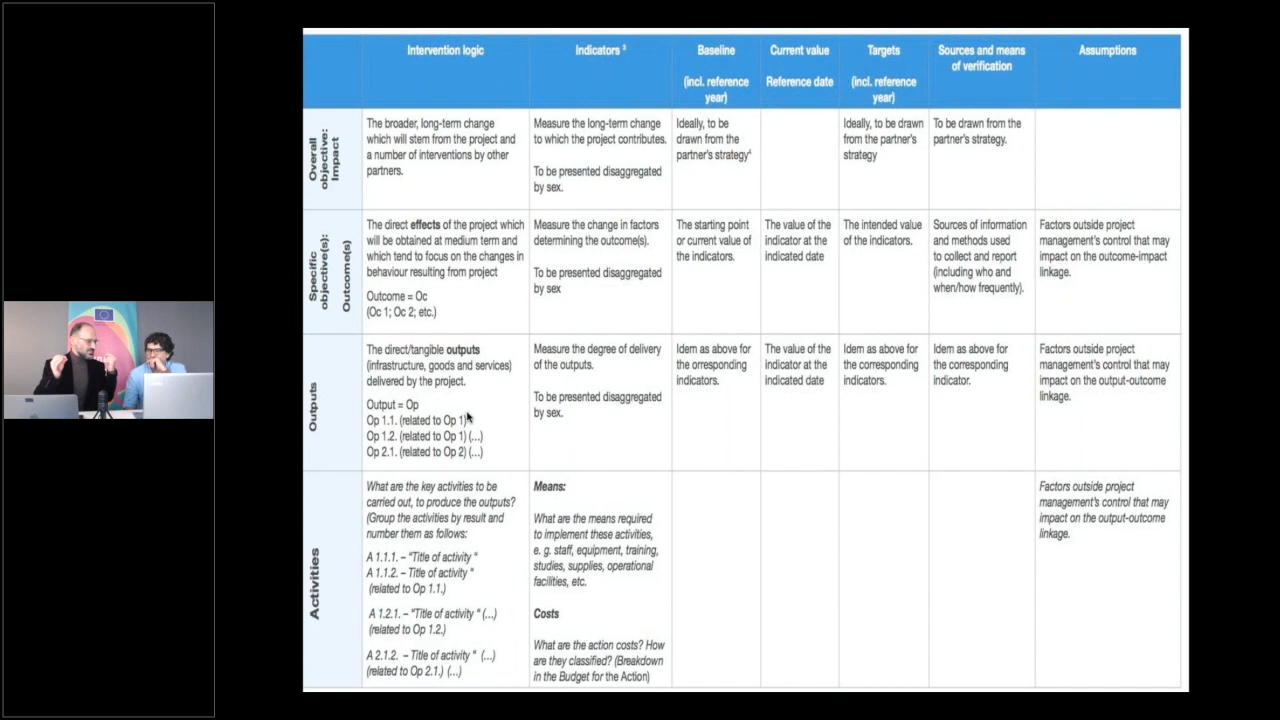 Intervention logic
Indicators ³
Baseline
(incl. reference
year)
Current value
Reference date
Targets
(incl. reference
year)
Sources and means
of verification
Assumptions
Overall
objective:
Impact
The broader, long-term change
which will stem from the project and
a number of interventions by other
partners.
Measure the long-term change
to which the project contributes.
To be presented disaggregated
by sex.
Ideally, to be
drawn from the
partner's strategy⁴
Ideally, to be drawn
from the partner's
strategy
To be drawn from the
partner's strategy.
Specific
objective(s):
Outcome(s)
The direct effects of the project which
will be obtained at medium term and
which tend to focus on the changes in
behaviour resulting from project
Outcome = Oc
(Oc 1; Oc 2; etc.)
Measure the change in factors
determining the outcome(s).
To be presented disaggregated
by sex
The starting point
or current value of
the indicators.
The value of the
indicator at the
indicated date
The intended value
of the indicators.
Sources of information
and methods used
to collect and report
(including who and
when/how frequently).
Factors outside project
management's control that may
impact on the outcome-impact
linkage.
Outputs
The direct/tangible outputs
(infrastructure, goods and services)
delivered by the project.
Output = Op
Op 1.1. (related to Op 1)
Op 1.2. (related to Op 1) (...)
Op 2.1. (related to Op 2) (...)
Measure the degree of delivery
of the outputs.
To be presented disaggregated
by sex.
Idem as above for
the orresponding
indicators.
The value of the
indicator at the
indicated date
Idem as above for
the corresponding
indicators.
Idem as above for
the corresponding
indicator.
Factors outside project
management's control that may
impact on the output-outcome
linkage.
Activities
What are the key activities to be
carried out, to produce the outputs?
(Group the activities by result and
number them as follows:
A 1.1.1. – "Title of activity "
A 1.1.2. – Title of activity "
(related to Op 1.1.)
A 1.2.1. – "Title of activity " (...)
(related to Op 1.2.)
A 2.1.2. – Title of activity " (...)
(related to Op 2.1.) (...)
Means:
What are the means required
to implement these activities,
e. g. staff, equipment, training,
studies, supplies, operational
facilities, etc.
Costs
What are the action costs? How
are they classified? (Breakdown
in the Budget for the Action)
Factors outside project
management's control that may
impact on the output-outcome
linkage.